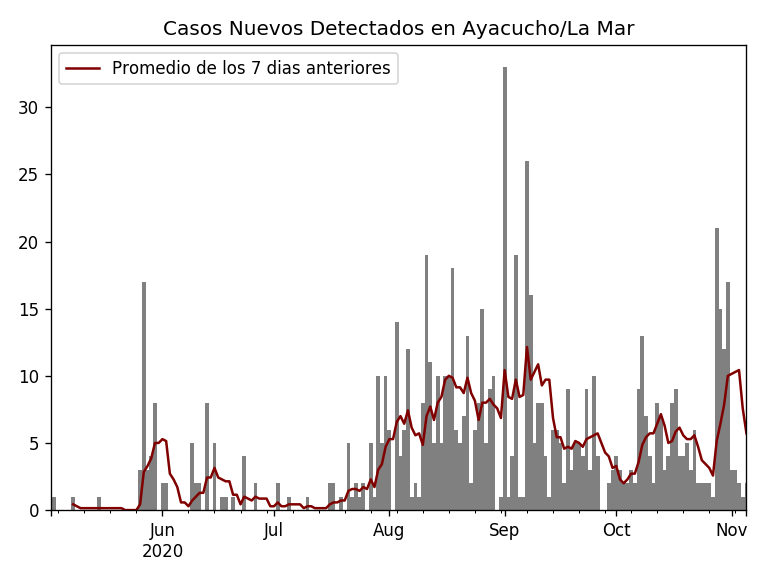 Casos Nuevos Detectados en Ayacucho/La Mar
Promedio de los 7 dias anteriores
30
25
20
15
10
5
0
Jun Jul Aug Sep Oct Nov
2020